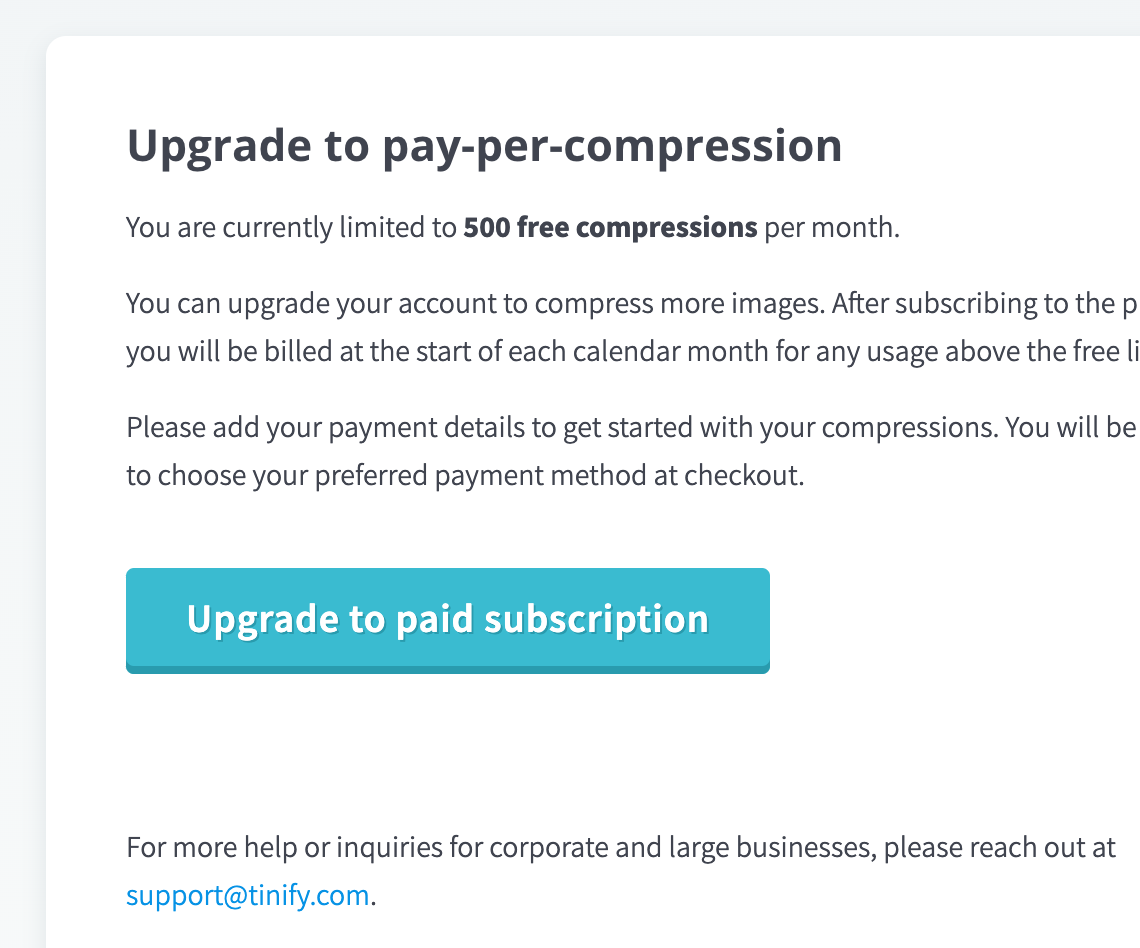 Upgrade to pay-per-compression
You are currently limited to 500 free compressions per month.
You can upgrade your account to compress more images. After subscribing to the
you will be billed at the start of each calendar month for any usage above the free
Please add your payment details to get started with your compressions. You will be
to choose your preferred payment method at checkout.
Upgrade to paid subscription
For more help or inquiries for corporate and large businesses, please reach out at
support@tinify.com.